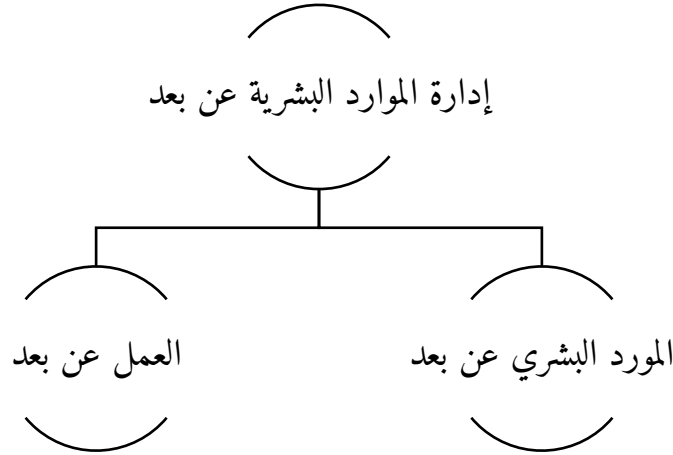 إدارة الموارد البشرية عن بعد
المورد البشري عن بعد
العمل عن بعد